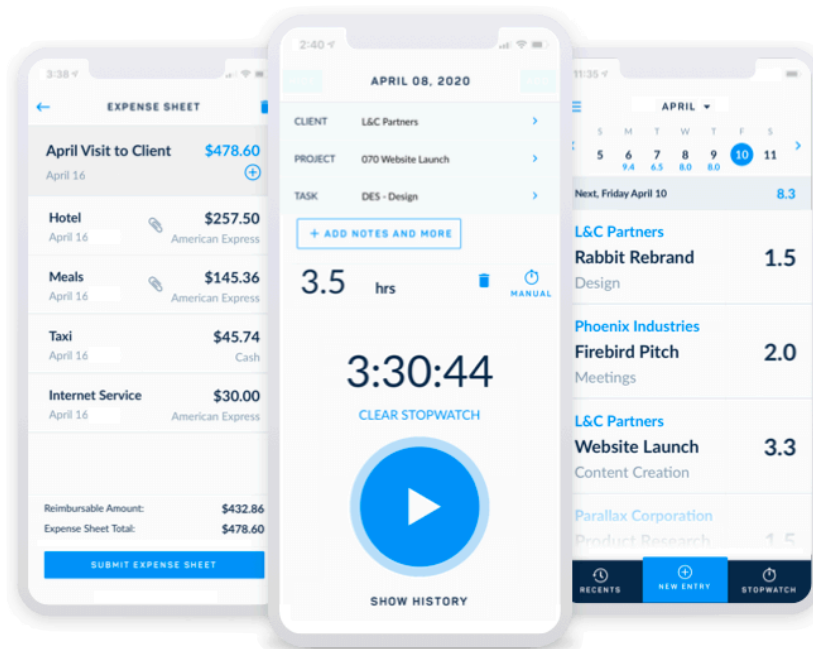 3:38
EXPENSE SHEET
April Visit to Client $478.60
April 16
Hotel $257.50
April 16 American Express
Meals $145.36
April 16 American Express
Taxi $45.74
April 16 Cash
Internet Service $30.00
April 16 American Express
Reimbursable Amount: $432.86
Expense Sheet Total: $478.60
SUBMIT EXPENSE SHEET
2:40
APRIL 08, 2020
CLIENT L&C Partners
PROJECT 070 Website Launch
TASK DES - Design
+ ADD NOTES AND MORE
3.5 hrs
MANUAL
3:30:44
CLEAR STOPWATCH
SHOW HISTORY
11:35
APRIL
S M T W T F S
5 6 7 8 9 10 11
9.4 6.5 8.0 8.0
Next, Friday April 10 8.3
L&C Partners
Rabbit Rebrand 1.5
Design
Phoenix Industries
Firebird Pitch 2.0
Meetings
L&C Partners
Website Launch 3.3
Content Creation
Parallax Corporation
Product Research 1.5
RECENTS NEW ENTRY STOPWATCH